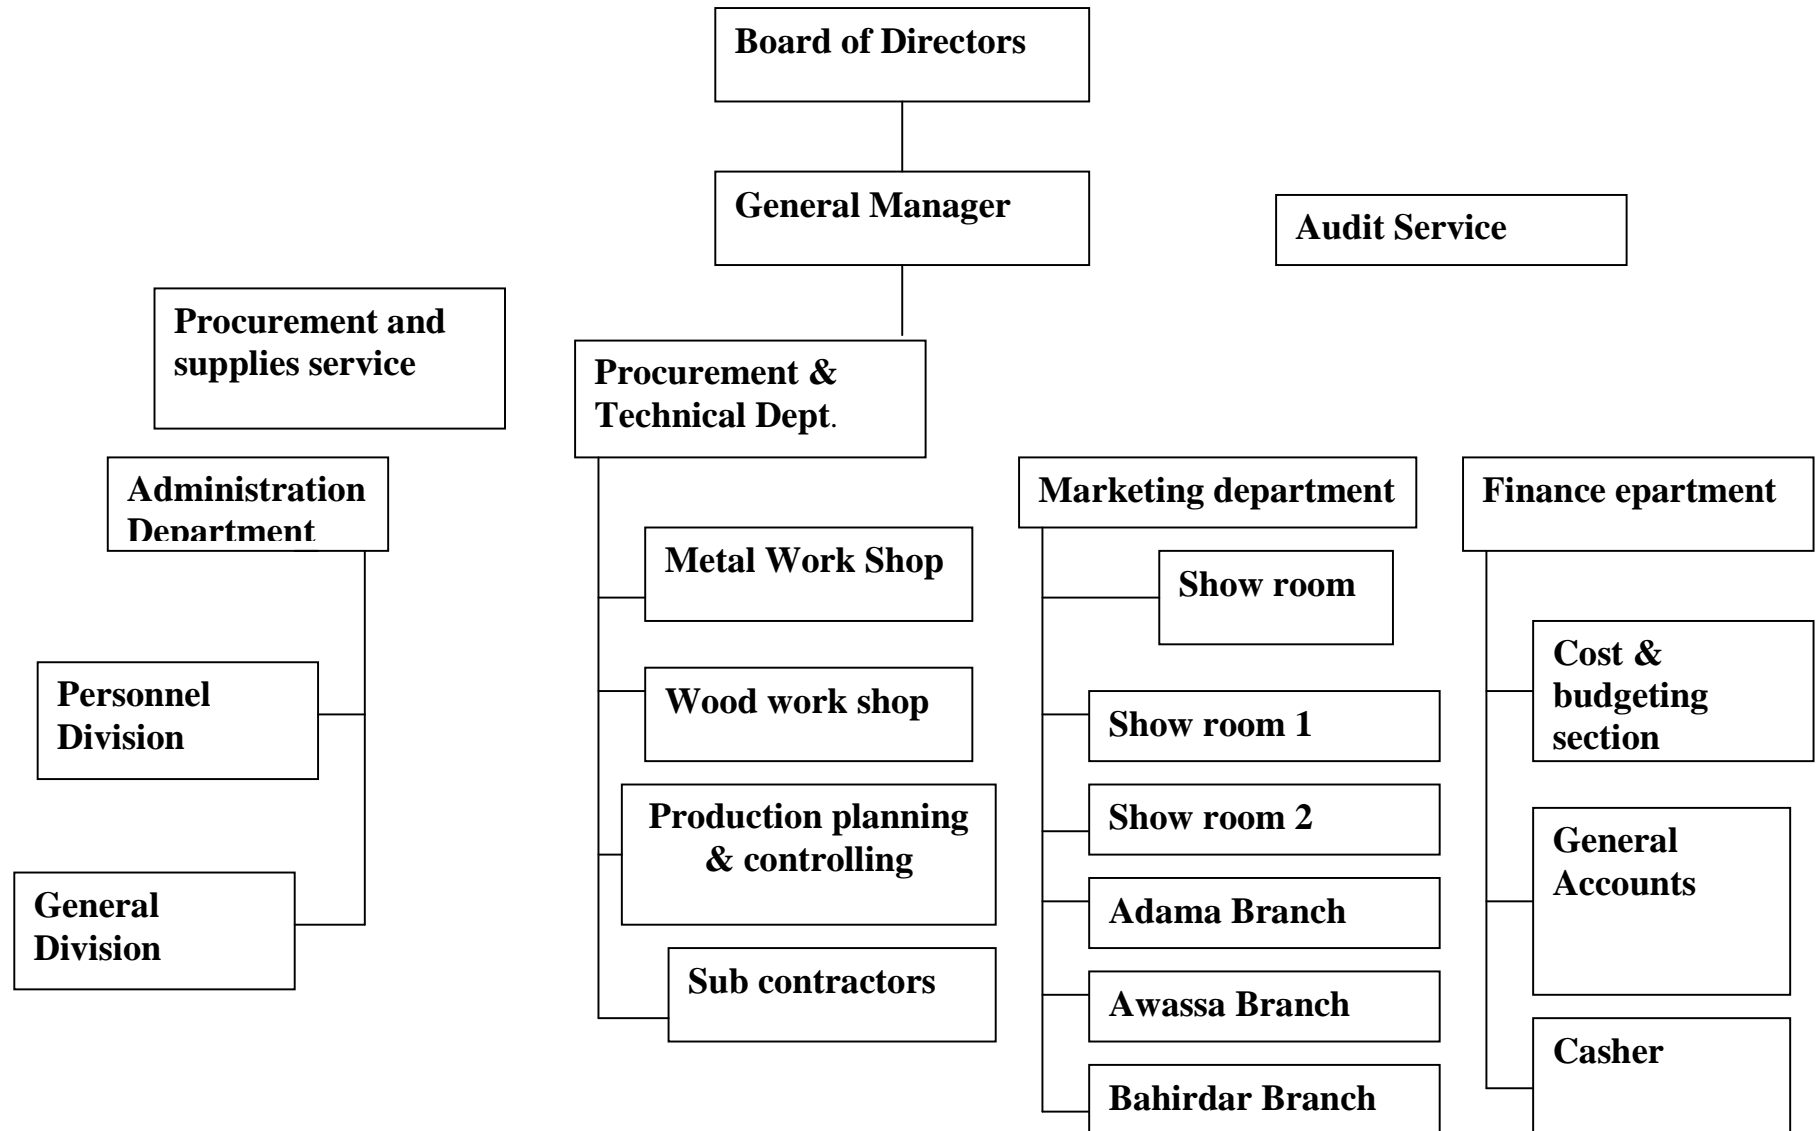 Board of Directors
General Manager
Audit Service
Procurement and
supplies service
Procurement &
Technical Dept.
Administration
Department
Personnel
Division
General
Division
Metal Work Shop
Wood work shop
Production planning
& controlling
Sub contractors
Marketing department
Show room
Show room 1
Show room 2
Adama Branch
Awassa Branch
Bahirdar Branch
Finance epartment
Cost &
budgeting
section
General
Accounts
Casher